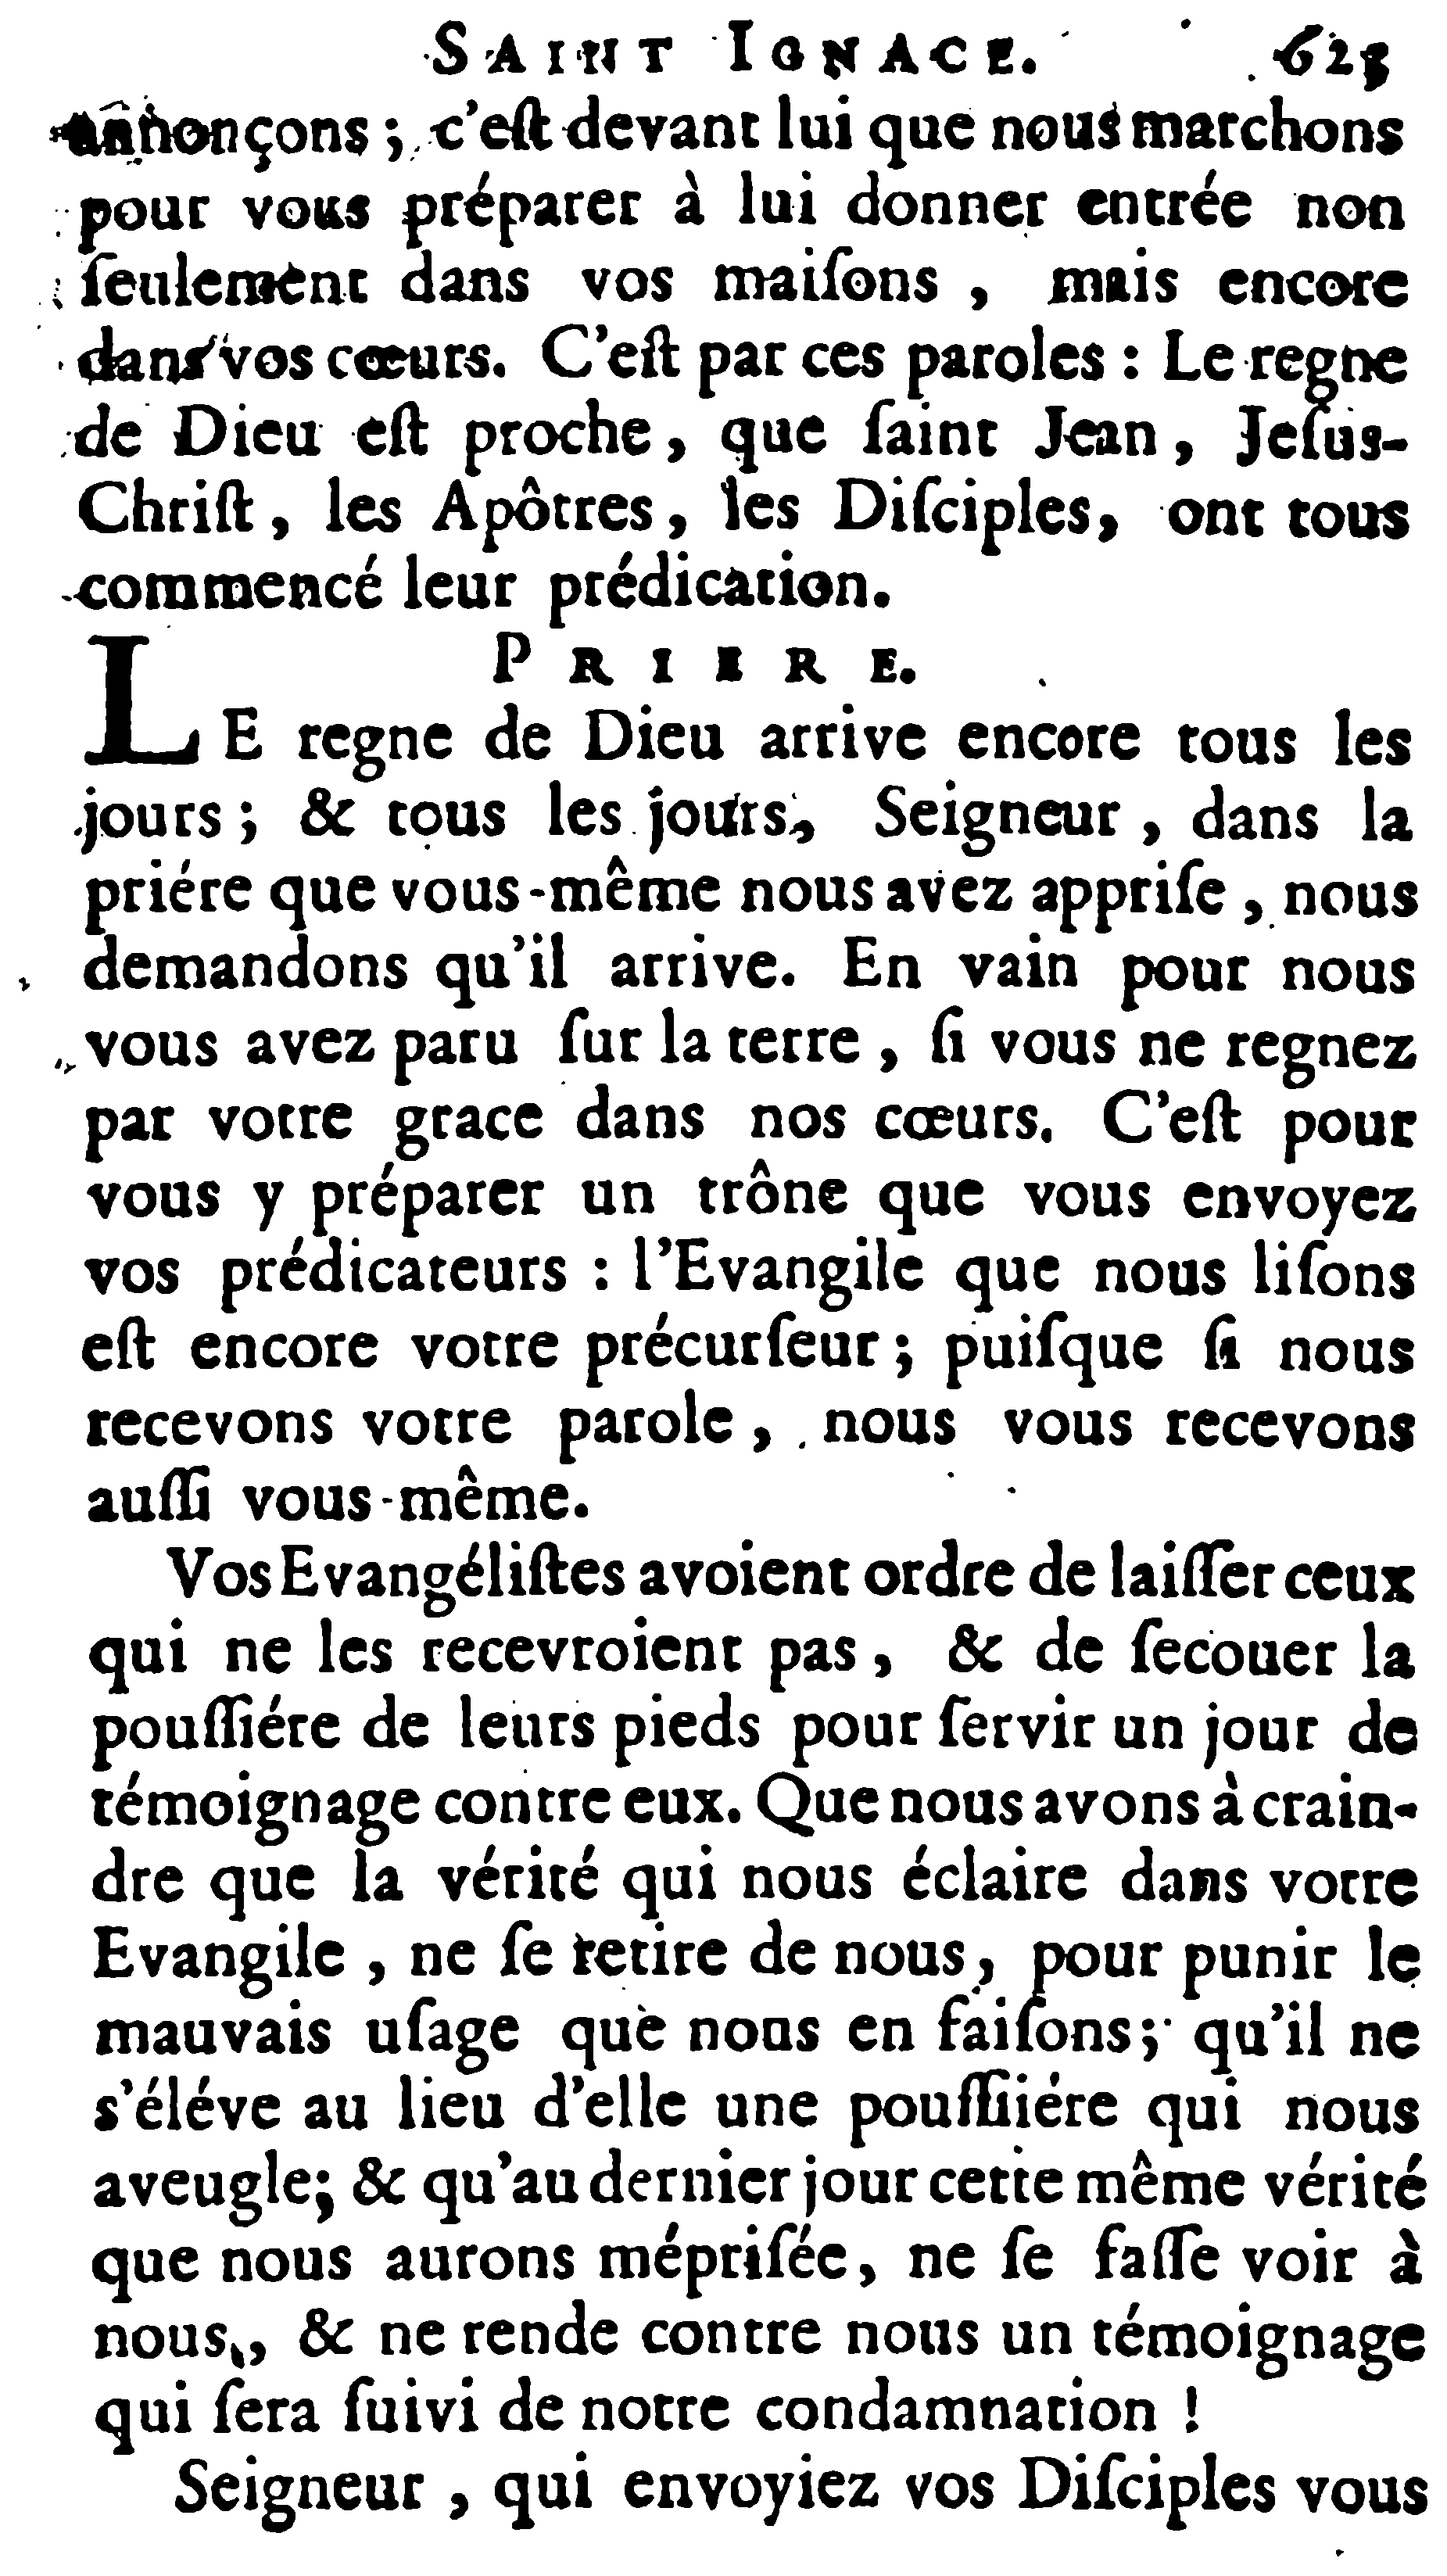 SAINT IGNACE. 623
annonçons ; c'eſt devant lui que nous marchons
pour vous préparer à lui donner entrée non
ſeulement dans vos maiſons , mais encore
dans vos cœurs. C'eſt par ces paroles : Le regne
de Dieu eſt proche, que ſaint Jean , Jeſus-
Chriſt, les Apôtres, les Diſciples, ont tous
commencé leur prédication.
PRIERE.
LE regne de Dieu arrive encore tous les
jours ; & tous les jours, Seigneur , dans la
priére que vous-même nous avez appriſe , nous
demandons qu'il arrive. En vain pour nous
vous avez paru ſur la terre , ſi vous ne regnez
par votre grace dans nos cœurs. C'eſt pour
vous y préparer un trône que vous envoyez
vos prédicateurs : l'Evangile que nous liſons
eſt encore votre précurſeur ; puiſque ſi nous
recevons votre parole , nous vous recevons
auſſi vous-même.
Vos Evangéliſtes avoient ordre de laiſſer ceux
qui ne les recevroient pas , & de ſecouer la
pouſſiére de leurs pieds pour ſervir un jour de
témoignage contre eux. Que nous avons à crain-
dre que la vérité qui nous éclaire dans votre
Evangile , ne ſe retire de nous, pour punir le
mauvais uſage que nous en faiſons ; qu'il ne
s'éléve au lieu d'elle une pouſſiiére qui nous
aveugle; & qu'au dernier jour cette même vérité
que nous aurons mépriſée, ne ſe faſſe voir à
nous, & ne rende contre nous un témoignage
qui ſera ſuivi de notre condamnation !
Seigneur , qui envoyiez vos Diſciples vous